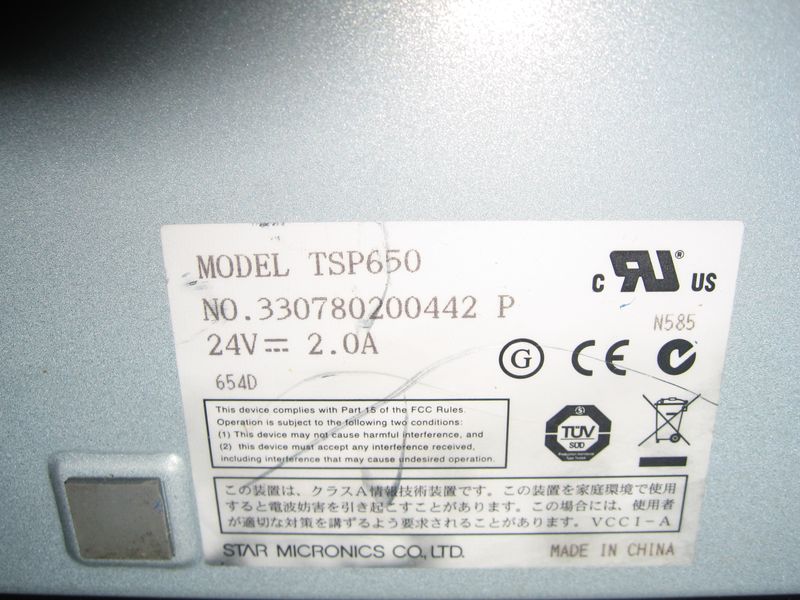 MODEL TSP650
NO.330780200442 P
24V⎓ 2.0A
654D
C UR® US
N585
G CE
TÜV
SÜD
This device complies with Part 15 of the FCC Rules.
Operation is subject to the following two conditions:
(1) This device may not cause harmful interference, and
(2) this device must accept any interference received,
including interference that may cause undesired operation.
この装置は、クラスA情報技術装置です。この装置を家庭環境で使用
すると電波妨害を引き起こすことがあります。この場合には、使用者
が適切な対策を講ずるよう要求されることがあります。VCCI-A
STAR MICRONICS CO., LTD.
MADE IN CHINA